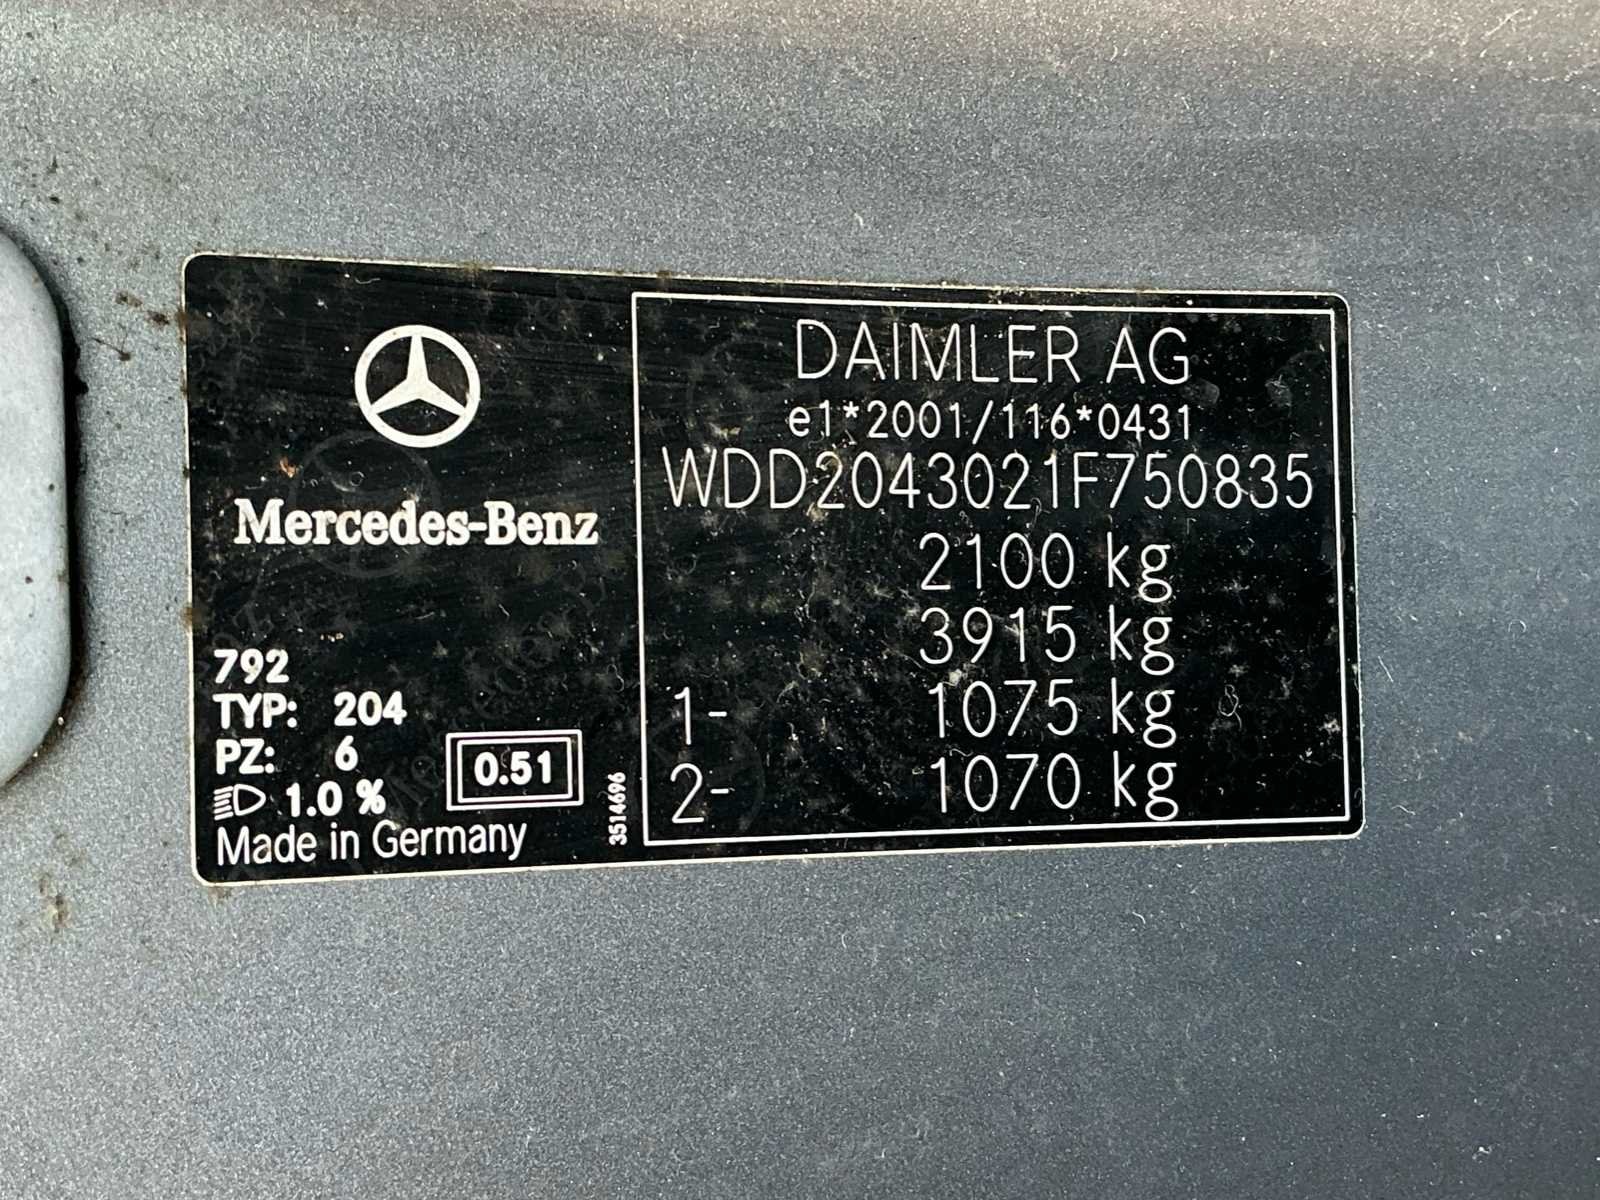 Mercedes-Benz
792
TYP: 204
PZ: 6
1.0 %
0.51
Made in Germany
3514696
DAIMLER AG
e1*2001/116*0431
WDD2043021F750835
2100 kg
3915 kg
1- 1075 kg
2- 1070 kg